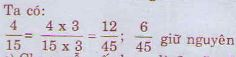 Ta có:
4/15 = 4 x 3/15 x 3 = 12/45; 6/45 giữ nguyên